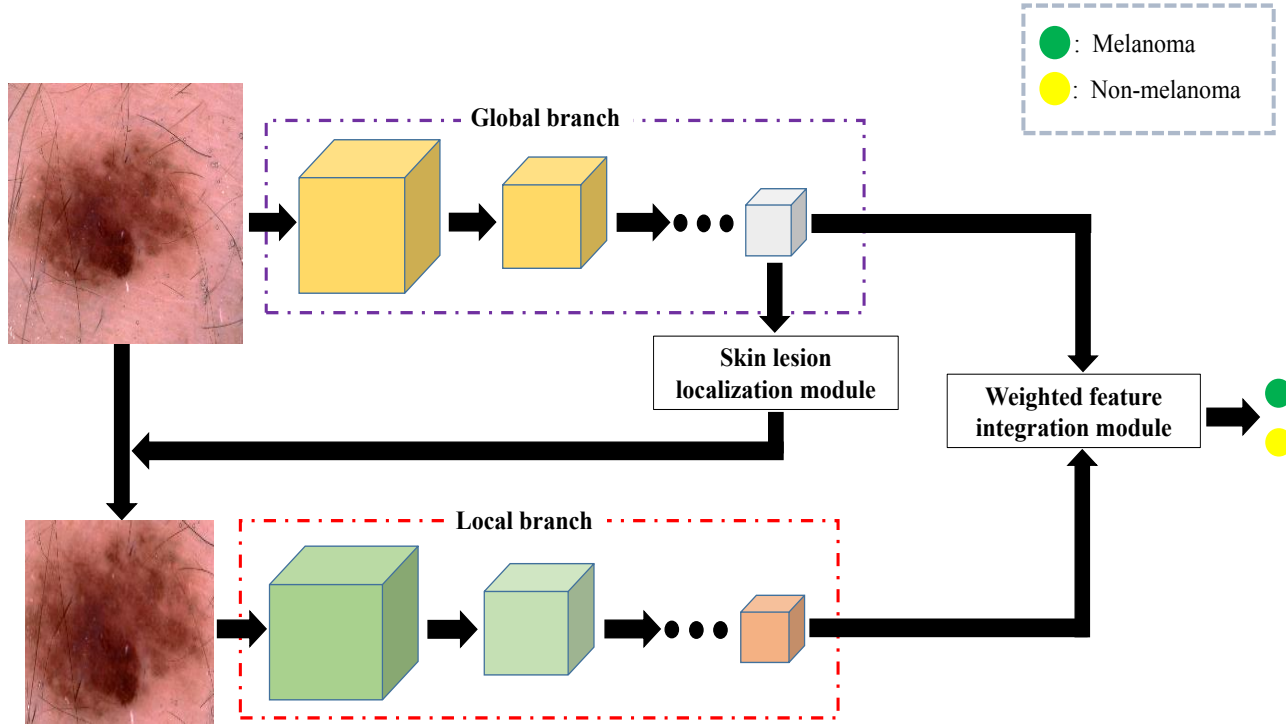 : Melanoma
: Non-melanoma
Global branch
Skin lesion
localization module
Weighted feature
integration module
Local branch